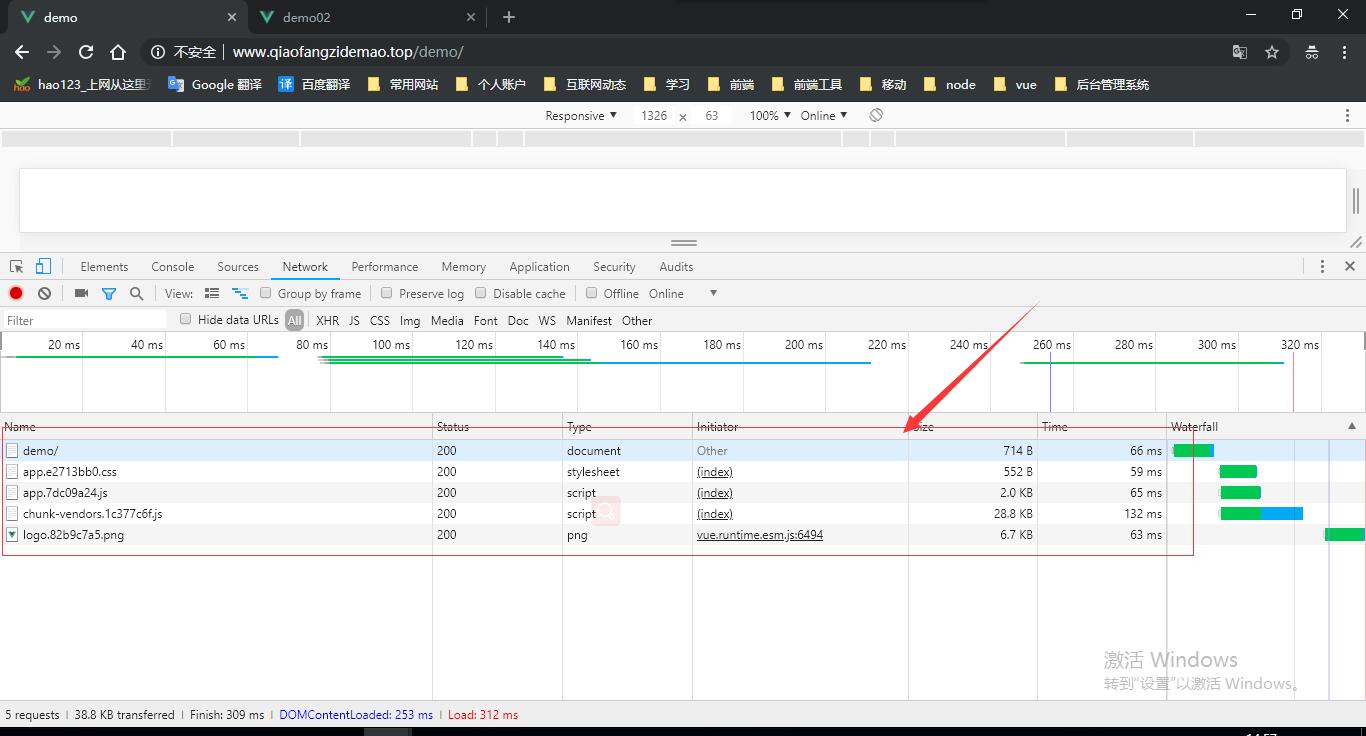 demo demo02
不安全 www.qiaofangzidemao.top/demo/
hao123_上网从这里 Google 翻译 译 百度翻译 常用网站 个人账户 互联网动态 学习 前端 前端工具 移动 node vue 后台管理系统
Responsive 1326 × 63 100% Online
Elements Console Sources Network Performance Memory Application Security Audits
View: Group by frame Preserve log Disable cache Offline Online
Filter Hide data URLs All XHR JS CSS Img Media Font Doc WS Manifest Other
20 ms 40 ms 60 ms 80 ms 100 ms 120 ms 140 ms 160 ms 180 ms 200 ms 220 ms 240 ms 260 ms 280 ms 300 ms 320 ms
Name Status Type Initiator Size Time Waterfall
demo/ 200 document Other 714 B 66 ms
app.e2713bb0.css 200 stylesheet (index) 552 B 59 ms
app.7dc09a24.js 200 script (index) 2.0 KB 65 ms
chunk-vendors.1c377c6f.js 200 script (index) 28.8 KB 132 ms
logo.82b9c7a5.png 200 png vue.runtime.esm.js:6494 6.7 KB 63 ms
激活 Windows
转到"设置"以激活 Windows。
5 requests | 38.8 KB transferred | Finish: 309 ms | DOMContentLoaded: 253 ms | Load: 312 ms